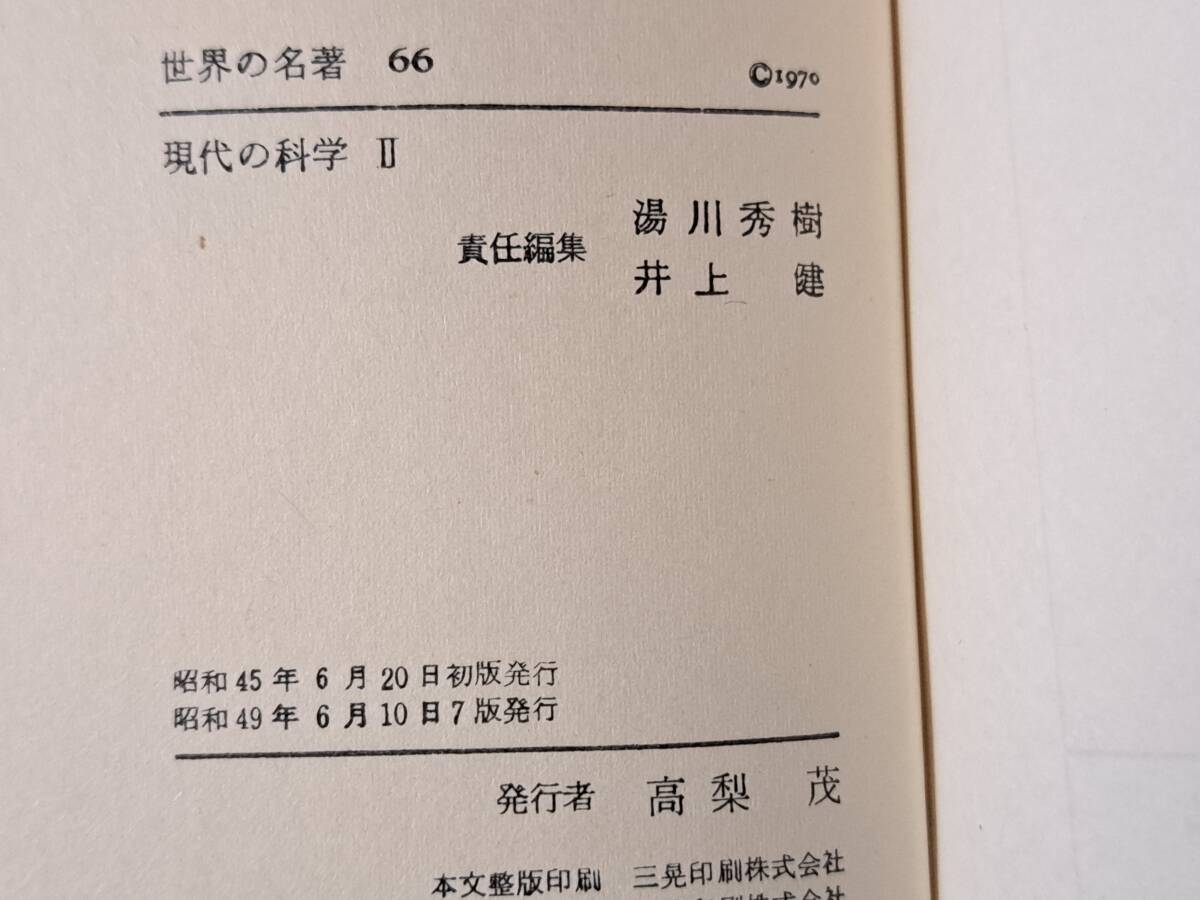 世界の名著 66
©1970
現代の科学 Ⅱ
責任編集
湯川秀樹
井上 健
昭和45年6月20日初版発行
昭和49年6月10日7版発行
発行者 高梨 茂
本文整版印刷 三晃印刷株式会社